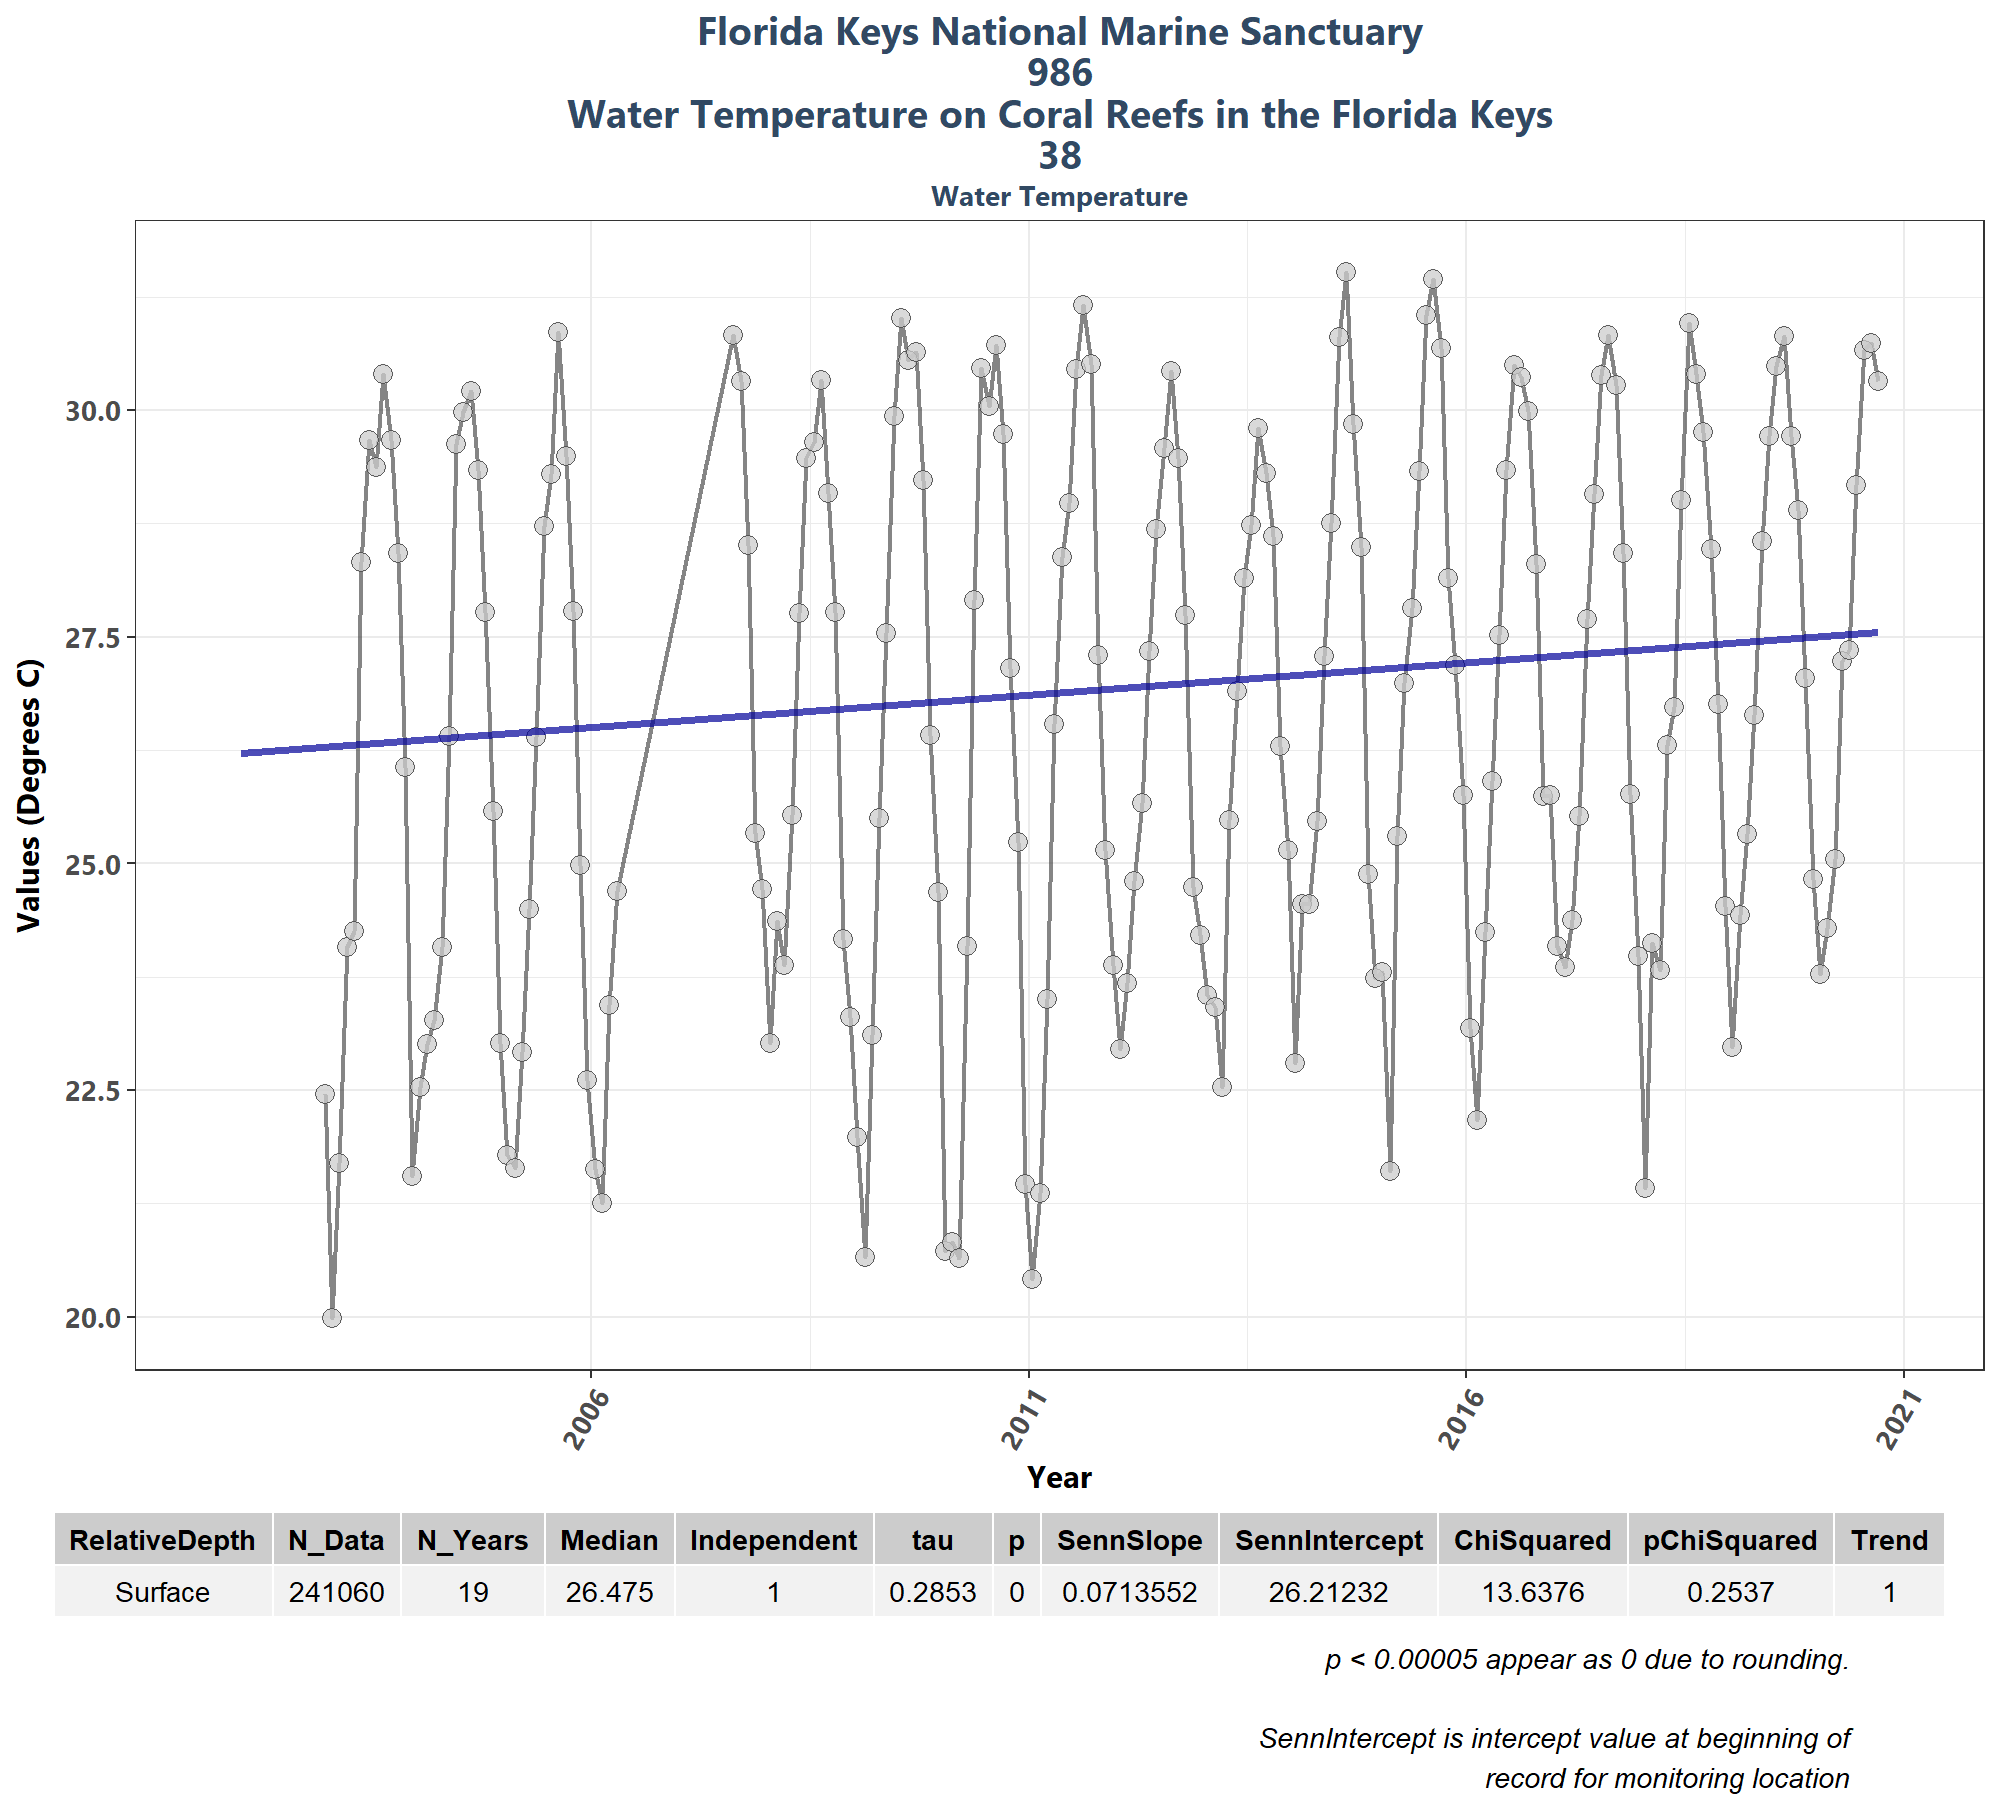 Florida Keys National Marine Sanctuary
986
Water Temperature on Coral Reefs in the Florida Keys
38
Water Temperature
Values (Degrees C)
30.0
27.5
25.0
22.5
20.0
2006
2011
2016
2021
Year
RelativeDepth N_Data N_Years Median Independent tau p SennSlope SennIntercept ChiSquared pChiSquared Trend
Surface 241060 19 26.475 1 0.2853 0 0.0713552 26.21232 13.6376 0.2537 1
p < 0.00005 appear as 0 due to rounding.
SennIntercept is intercept value at beginning of
record for monitoring location